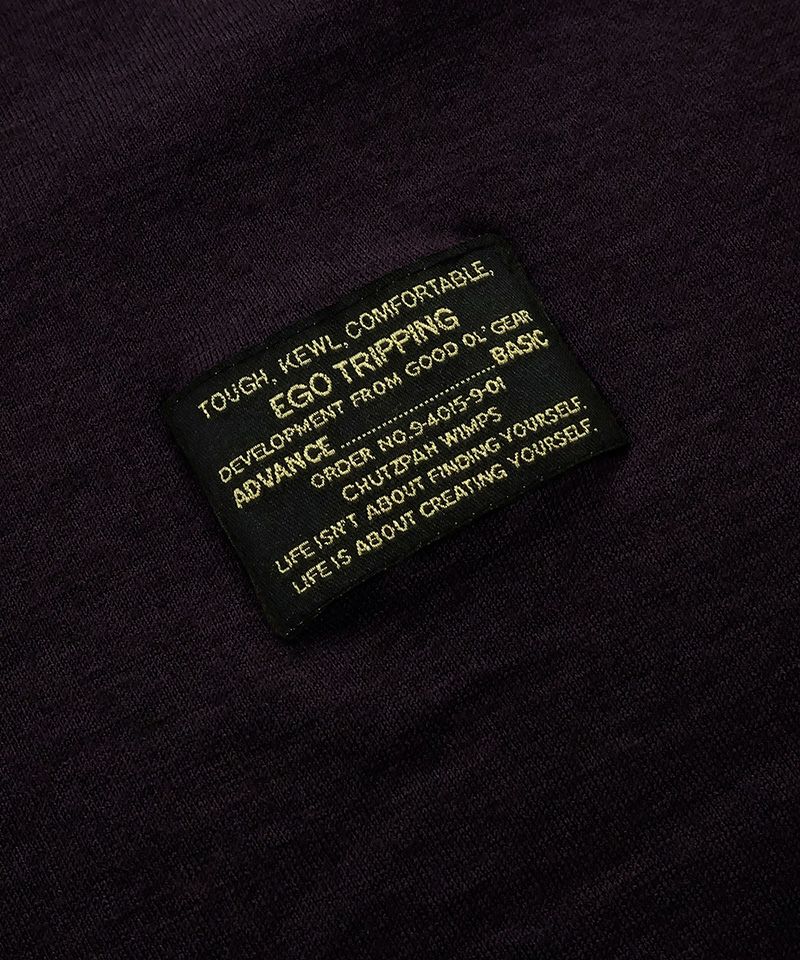 TOUGH, KEWL, COMFORTABLE,
EGO TRIPPING
DEVELOPMENT FROM GOOD OL' GEAR
ADVANCE ........................ BASIC
ORDER NO.9-4015-9-01
CHUTZPAH WIMPS
LIFE ISN'T ABOUT FINDING YOURSELF.
LIFE IS ABOUT CREATING YOURSELF.